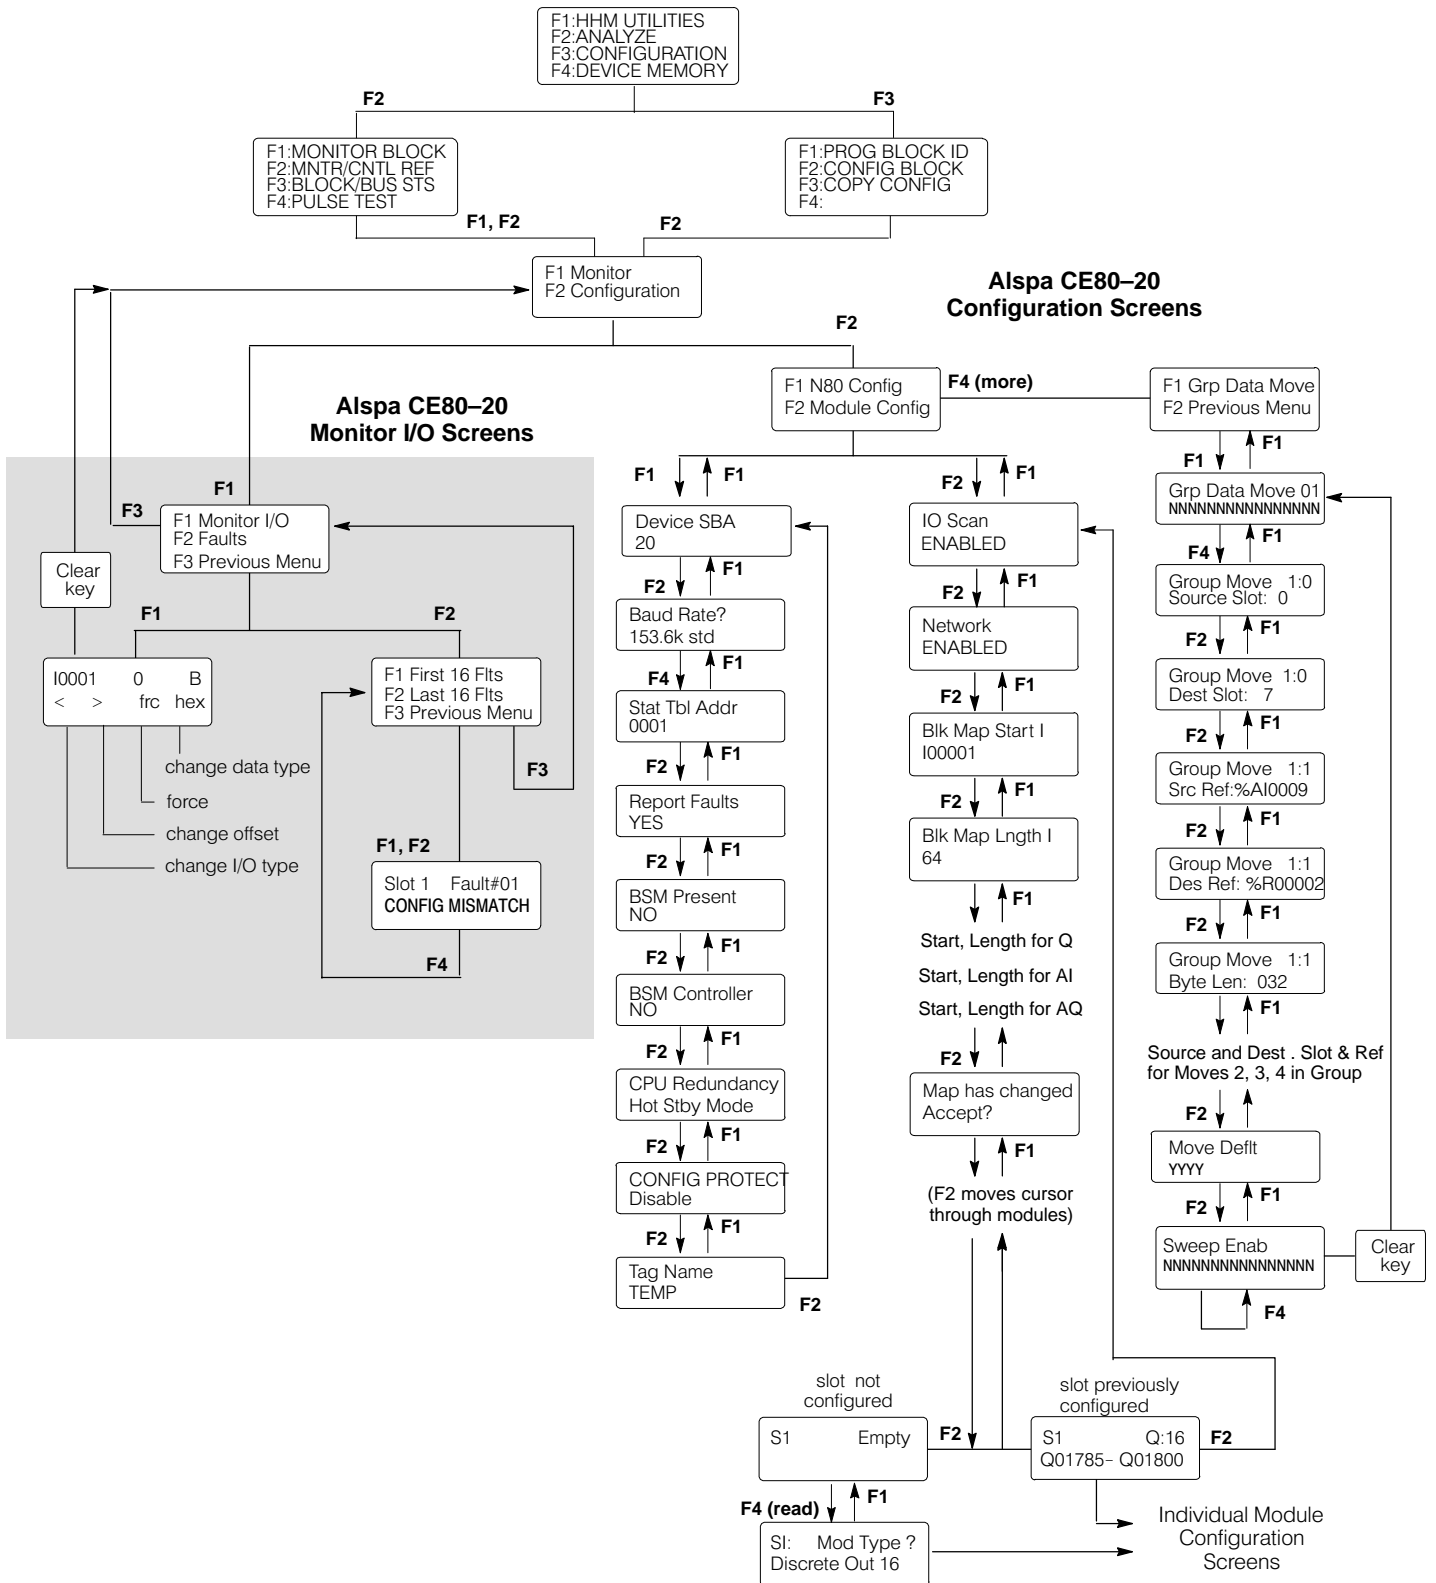 F1:HHM UTILITIES
F2:ANALYZE
F3:CONFIGURATION
F4:DEVICE MEMORY
F2
F3
F1:MONITOR BLOCK
F2:MNTR/CNTL REF
F3:BLOCK/BUS STS
F4:PULSE TEST
F1:PROG BLOCK ID
F2:CONFIG BLOCK
F3:COPY CONFIG
F4:
F1, F2
F2
F1 Monitor
F2 Configuration
Alspa CE80–20
Configuration Screens
F2
F1 N80 Config
F2 Module Config
F4 (more)
F1 Grp Data Move
F2 Previous Menu
Alspa CE80–20
Monitor I/O Screens
F1
F3
F1 Monitor I/O
F2 Faults
F3 Previous Menu
Clear
key
F1
F2
I0001 0 B
< > frc hex
F1 First 16 Flts
F2 Last 16 Flts
F3 Previous Menu
change data type
force
change offset
change I/O type
F3
F1, F2
Slot 1 Fault#01
CONFIG MISMATCH
F4
F1
F1
Device SBA
20
F2
F1
Baud Rate?
153.6k std
F4
F1
Stat Tbl Addr
0001
F2
F1
Report Faults
YES
F2
F1
BSM Present
NO
F2
F1
BSM Controller
NO
F2
F1
CPU Redundancy
Hot Stby Mode
F2
F1
CONFIG PROTECT
Disable
F2
F1
Tag Name
TEMP
F2
F2
F1
IO Scan
ENABLED
F2
F1
Network
ENABLED
F2
F1
Blk Map Start I
I00001
F2
F1
Blk Map Lngth I
64
F1
Start, Length for Q
Start, Length for AI
Start, Length for AQ
F2
Map has changed
Accept?
F1
(F2 moves cursor
through modules)
F1
F1
Grp Data Move 01
NNNNNNNNNNNNNNNN
F4
F1
Group Move 1:0
Source Slot: 0
F2
F1
Group Move 1:0
Dest Slot: 7
F2
F1
Group Move 1:1
Src Ref:%AI0009
F2
F1
Group Move 1:1
Des Ref: %R00002
F2
F1
Group Move 1:1
Byte Len: 032
F1
Source and Dest . Slot & Ref
for Moves 2, 3, 4 in Group
F2
Move Deflt
YYYY
F2
F1
Sweep Enab
NNNNNNNNNNNNNNNN
Clear
key
F4
slot not
configured
S1 Empty
F2
slot previously
configured
S1 Q:16
Q01785– Q01800
F2
F4 (read)
F1
SI: Mod Type ?
Discrete Out 16
Individual Module
Configuration
Screens